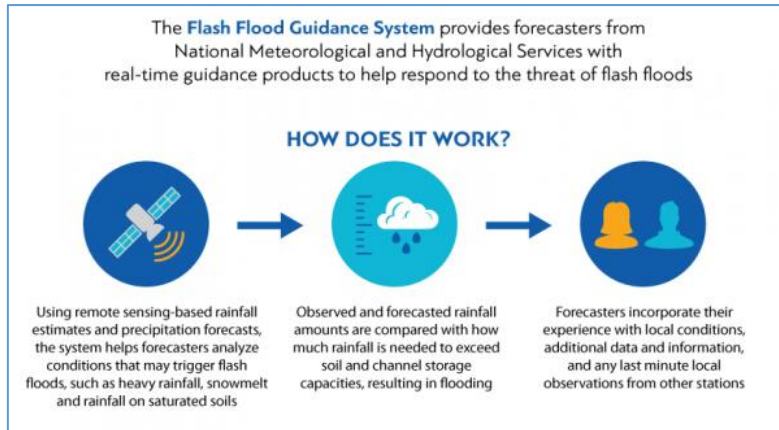 The Flash Flood Guidance System provides forecasters from
National Meteorological and Hydrological Services with
real-time guidance products to help respond to the threat of flash floods
HOW DOES IT WORK?
Using remote sensing-based rainfall
estimates and precipitation forecasts,
the system helps forecasters analyze
conditions that may trigger flash
floods, such as heavy rainfall, snowmelt
and rainfall on saturated soils
Observed and forecasted rainfall
amounts are compared with how
much rainfall is needed to exceed
soil and channel storage
capacities, resulting in flooding
Forecasters incorporate their
experience with local conditions,
additional data and information,
and any last minute local
observations from other stations